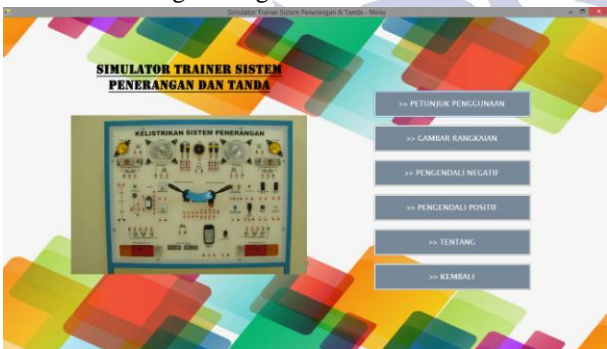 Simulator Trainer Sistem Penerangan & Tanda - Menu
SIMULATOR TRAINER SISTEM
PENERANGAN DAN TANDA
KELISTRIKAN SISTEM PENERANGAN
>> PETUNJUK PENGGUNAAN
>> GAMBAR RANGKAIAN
>> PENGENDALI NEGATIF
>> PENGENDALI POSITIF
>> TENTANG
>> KEMBALI